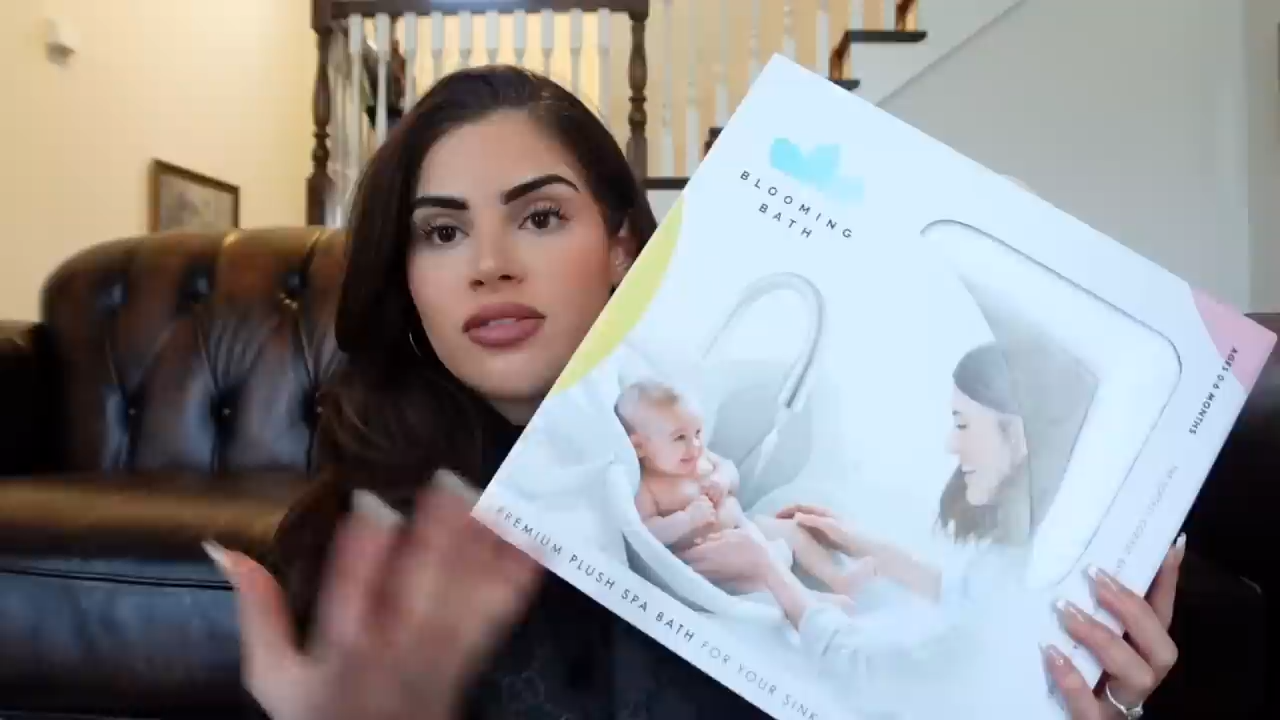 BLOOMING
BATH
AGES 0-6 MONTHS
PREMIUM PLUSH SPA BATH FOR YOUR SINK